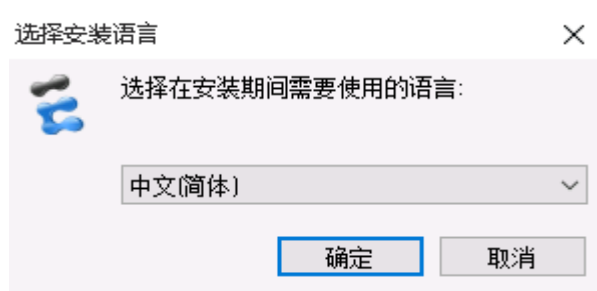 选择安装语言
选择在安装期间需要使用的语言:
中文(简体)
确定
取消